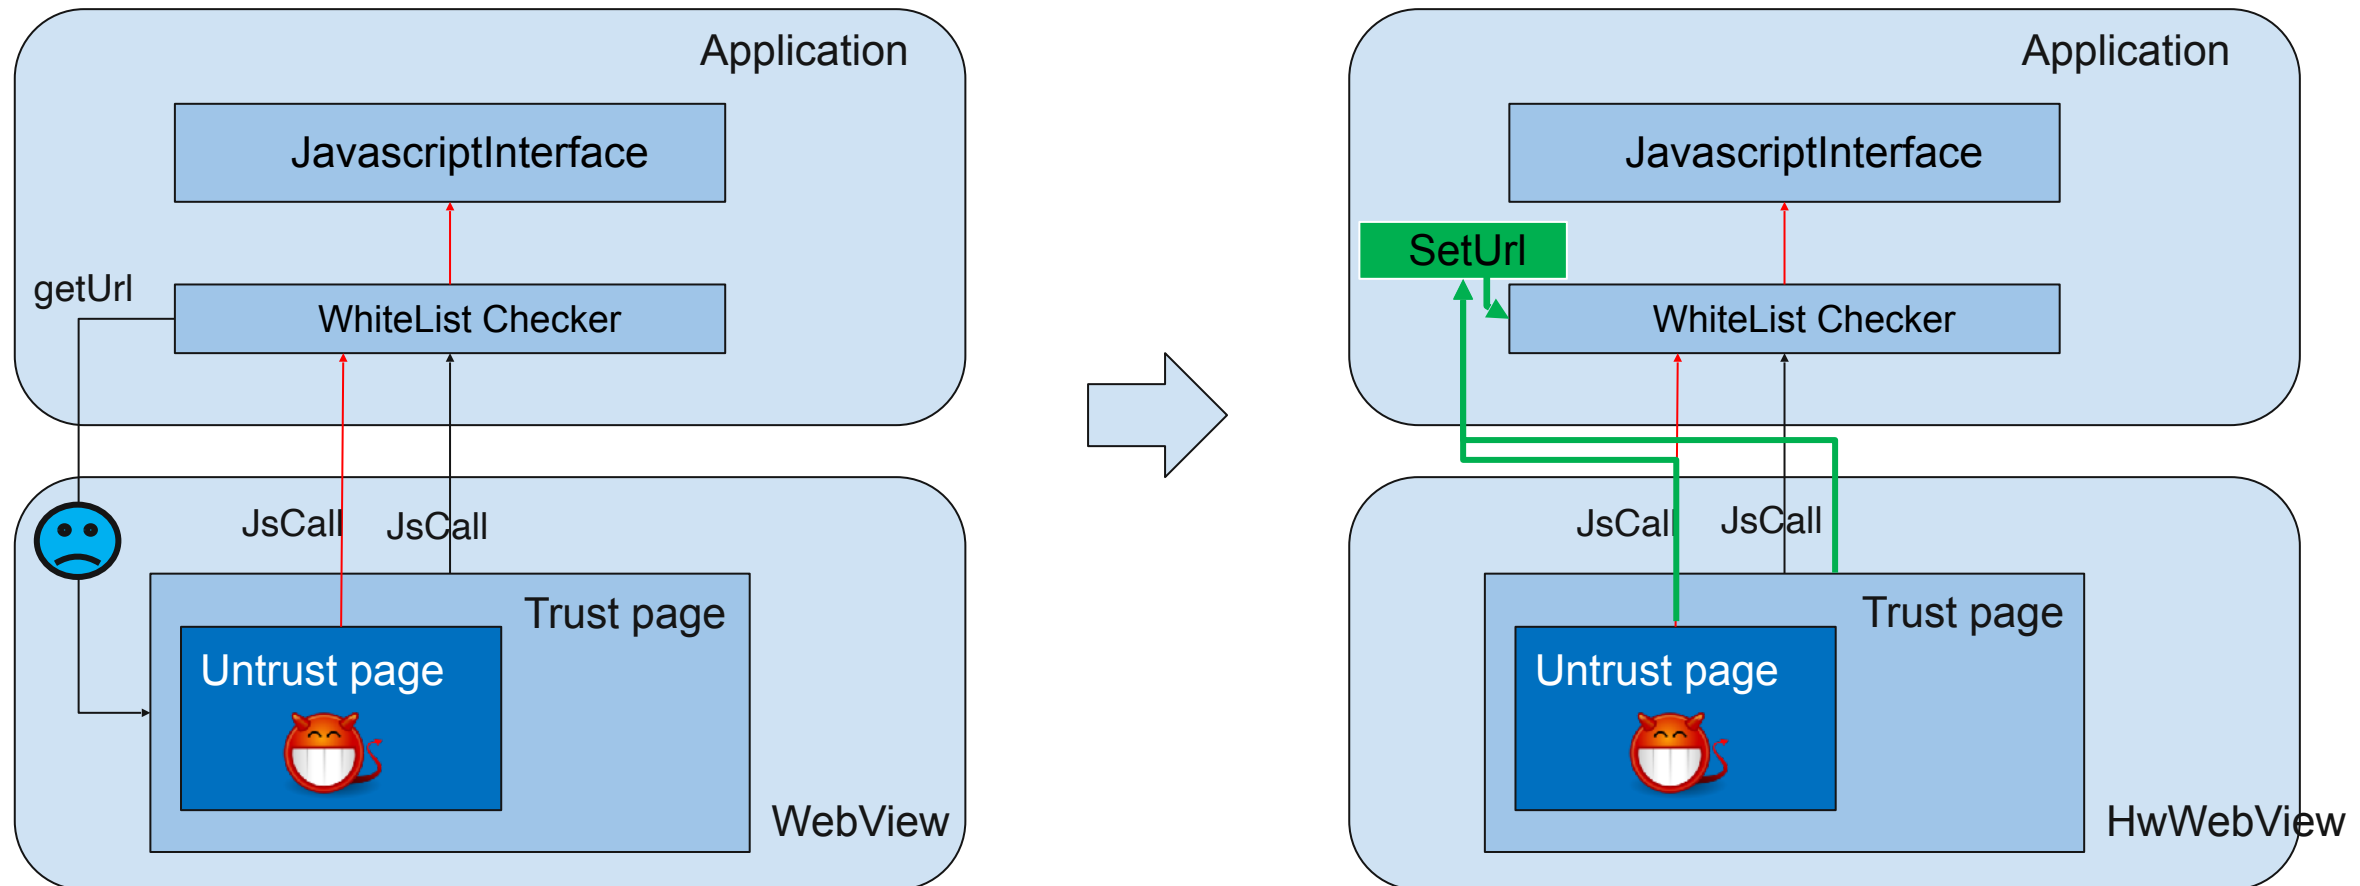 Application
JavascriptInterface
getUrl
WhiteList Checker
JsCall
JsCall
Trust page
Untrust page
WebView
Application
JavascriptInterface
SetUrl
WhiteList Checker
JsCall
JsCall
Trust page
Untrust page
HwWebView